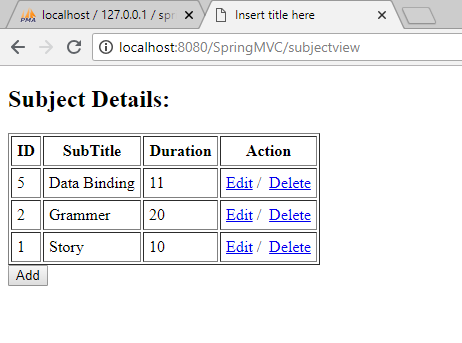 PMA localhost / 127.0.0.1 / spr Insert title here
localhost:8080/SpringMVC/subjectview
Subject Details:
ID SubTitle Duration Action
5 Data Binding 11 Edit / Delete
2 Grammer 20 Edit / Delete
1 Story 10 Edit / Delete
Add